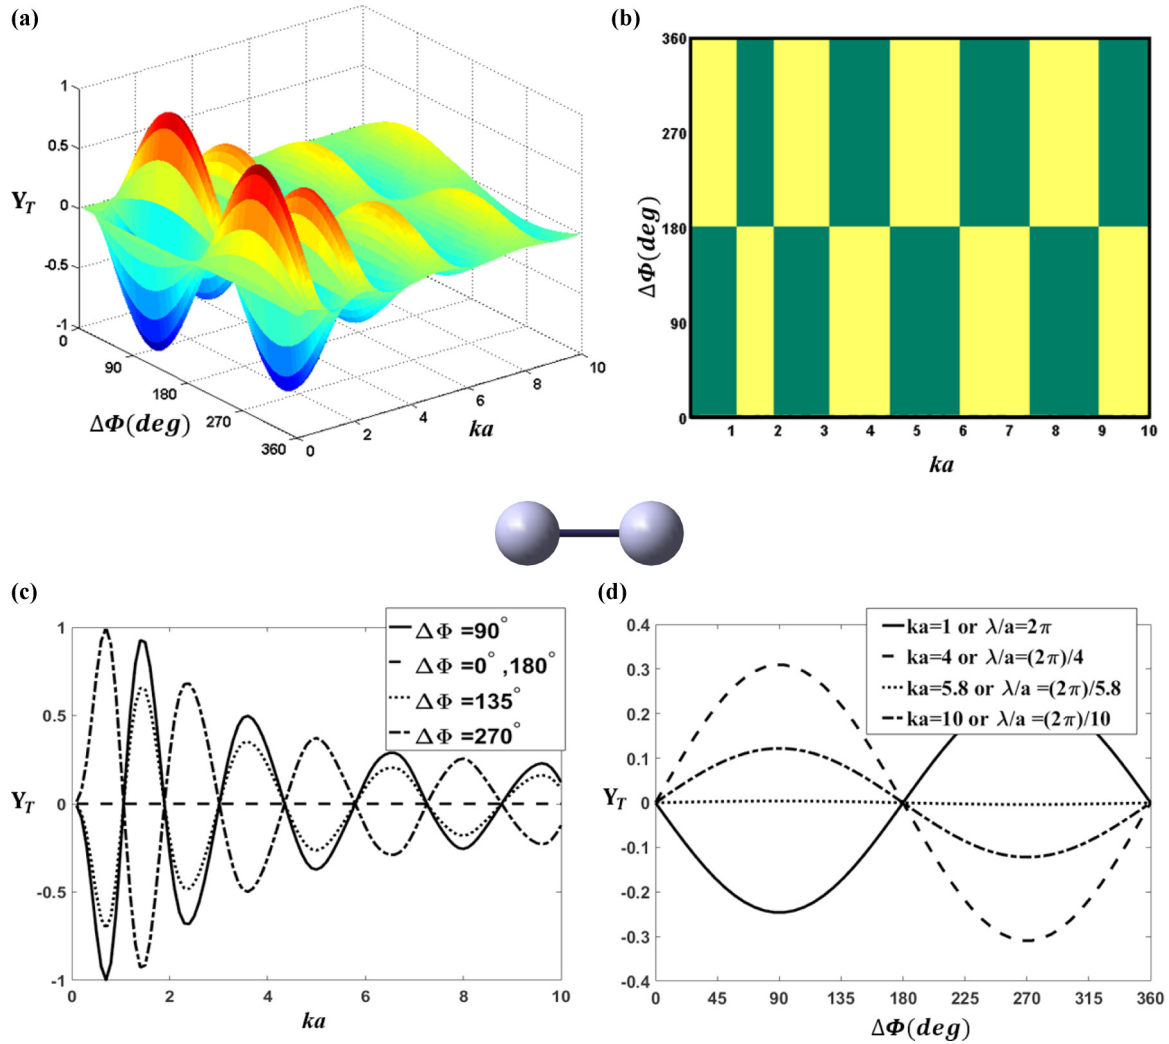 (a)
1
0.5
Y_T
0
-0.5
-1
0
90
180
270
360
ΔΦ(deg)
0
2
4
6
8
10
ka
(b)
360
270
180
90
0
ΔΦ(deg)
1 2 3 4 5 6 7 8 9 10
ka
(c)
1
0.5
Y_T
0
-0.5
-1
0 2 4 6 8 10
ka
ΔΦ =90°
ΔΦ =0°,180°
ΔΦ =135°
ΔΦ =270°
(d)
0.4
0.3
0.2
0.1
Y_T
0
-0.1
-0.2
-0.3
-0.4
0 45 90 135 180 225 270 315 360
ΔΦ(deg)
ka=1 or λ/a=2π
ka=4 or λ/a=(2π)/4
ka=5.8 or λ/a =(2π)/5.8
ka=10 or λ/a =(2π)/10